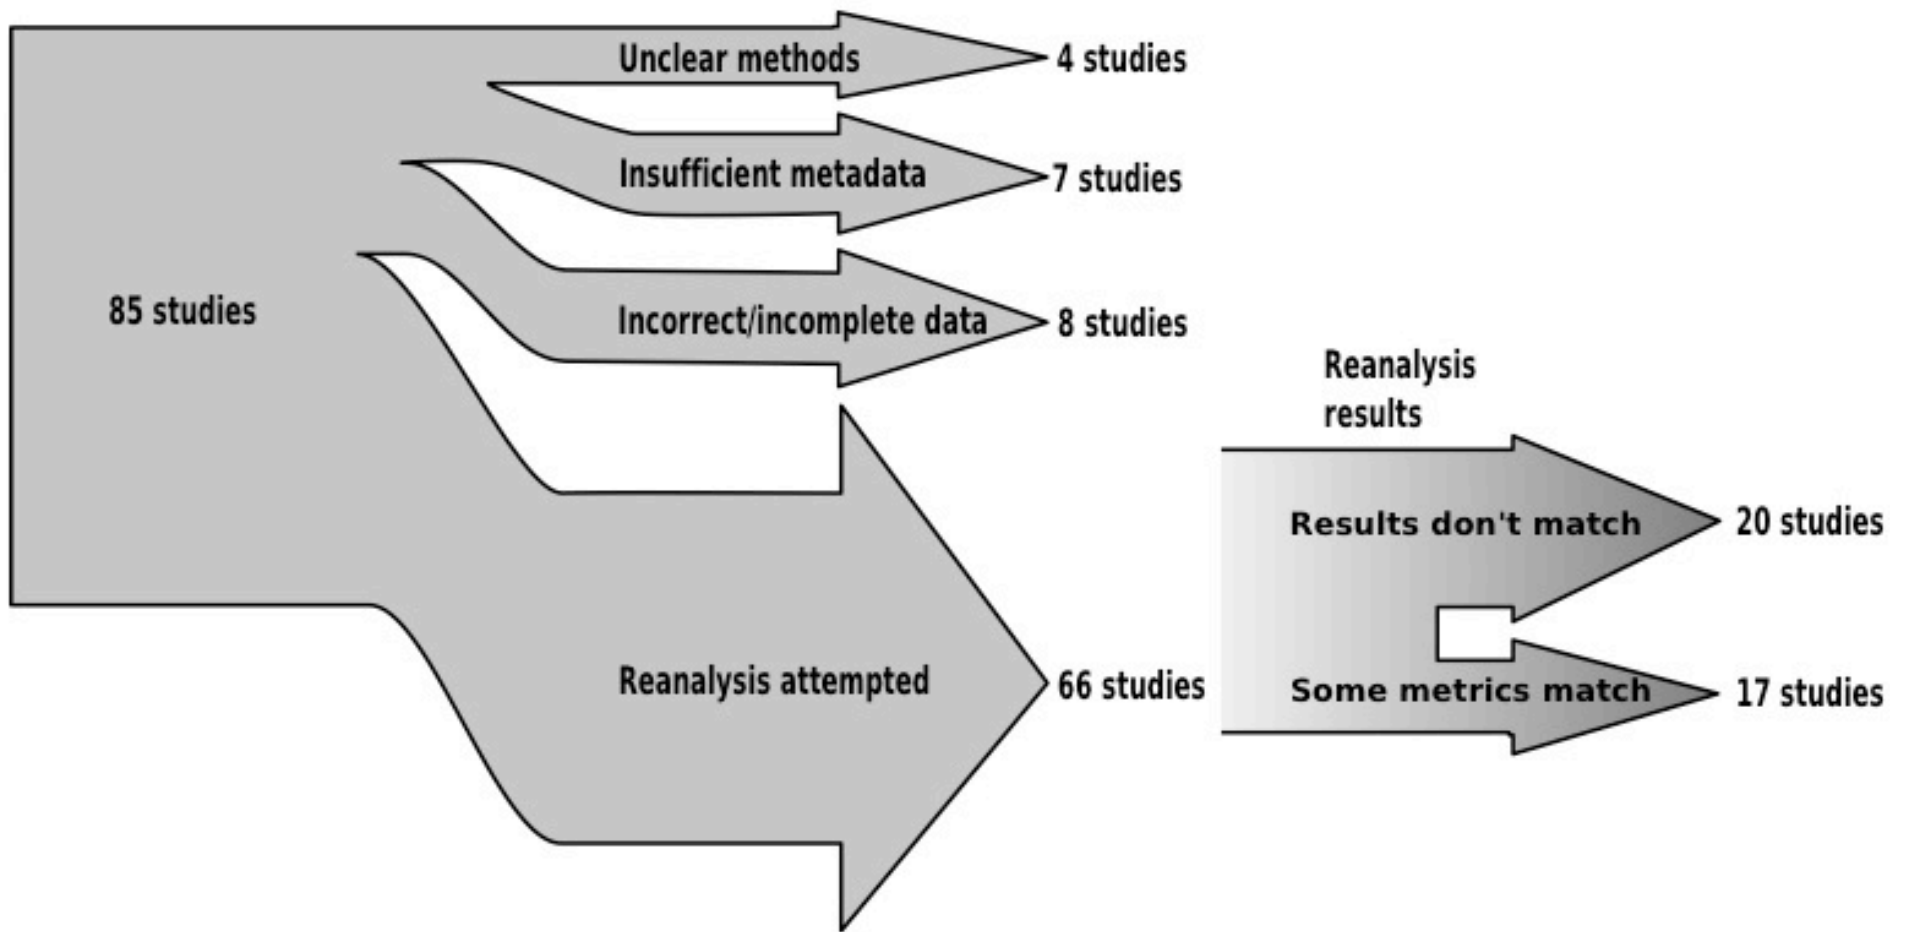 Unclear methods
4 studies
Insufficient metadata
7 studies
85 studies
Incorrect/incomplete data
8 studies
Reanalysis
results
Results don't match
20 studies
Reanalysis attempted
66 studies
Some metrics match
17 studies